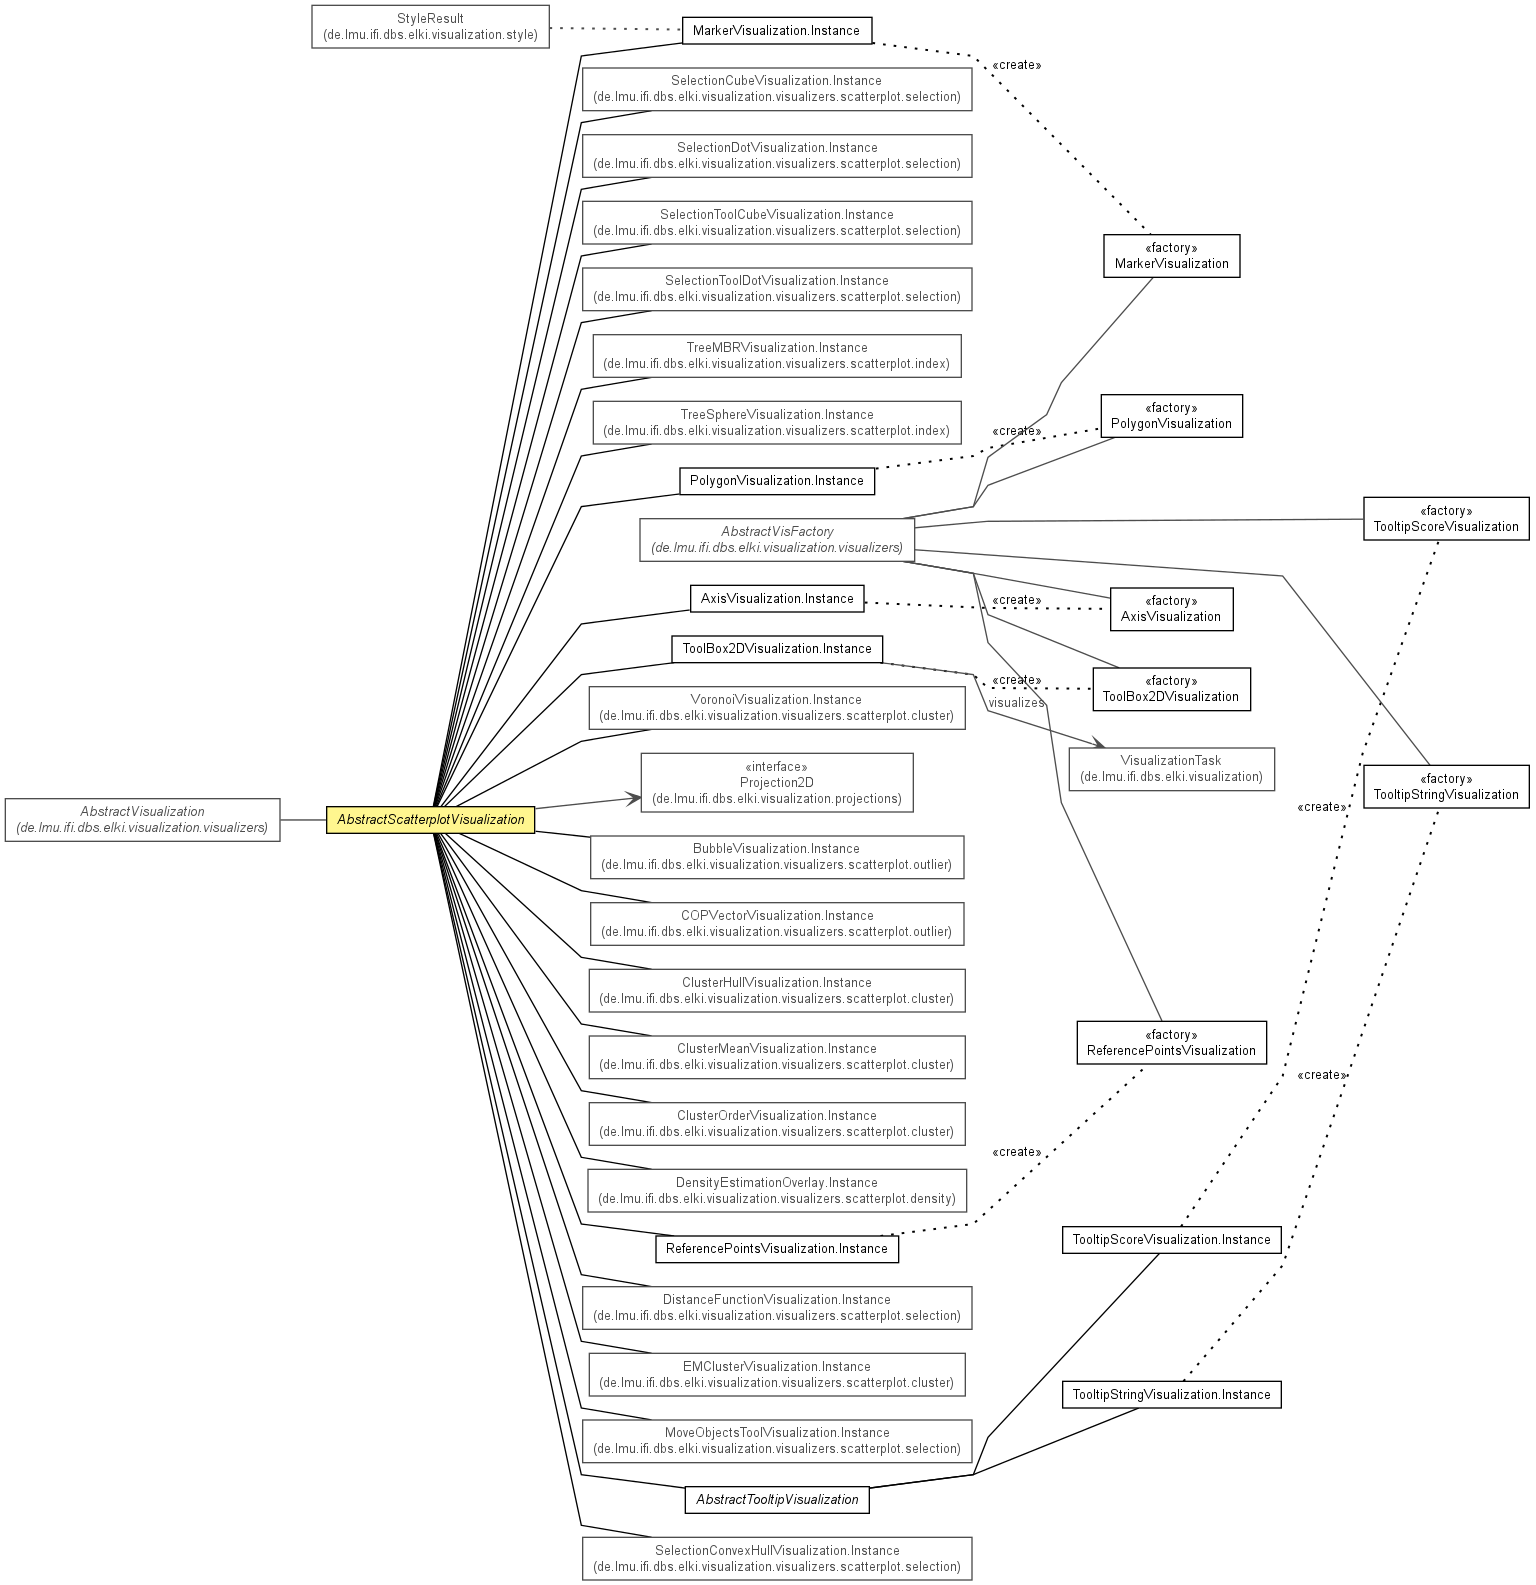 StyleResult
(de.lmu.ifi.dbs.elki.visualization.style)
MarkerVisualization.Instance
«create»
SelectionCubeVisualization.Instance
(de.lmu.ifi.dbs.elki.visualization.visualizers.scatterplot.selection)
SelectionDotVisualization.Instance
(de.lmu.ifi.dbs.elki.visualization.visualizers.scatterplot.selection)
SelectionToolCubeVisualization.Instance
(de.lmu.ifi.dbs.elki.visualization.visualizers.scatterplot.selection)
«factory»
MarkerVisualization
SelectionToolDotVisualization.Instance
(de.lmu.ifi.dbs.elki.visualization.visualizers.scatterplot.selection)
TreeMBRVisualization.Instance
(de.lmu.ifi.dbs.elki.visualization.visualizers.scatterplot.index)
TreeSphereVisualization.Instance
(de.lmu.ifi.dbs.elki.visualization.visualizers.scatterplot.index)
«create»
«factory»
PolygonVisualization
PolygonVisualization.Instance
AbstractVisFactory
(de.lmu.ifi.dbs.elki.visualization.visualizers)
«factory»
TooltipScoreVisualization
AxisVisualization.Instance
«create»
«factory»
AxisVisualization
ToolBox2DVisualization.Instance
«create»
«factory»
ToolBox2DVisualization
visualizes
VoronoiVisualization.Instance
(de.lmu.ifi.dbs.elki.visualization.visualizers.scatterplot.cluster)
VisualizationTask
(de.lmu.ifi.dbs.elki.visualization)
«interface»
Projection2D
(de.lmu.ifi.dbs.elki.visualization.projections)
«factory»
TooltipStringVisualization
«create»
AbstractVisualization
(de.lmu.ifi.dbs.elki.visualization.visualizers)
AbstractScatterplotVisualization
BubbleVisualization.Instance
(de.lmu.ifi.dbs.elki.visualization.visualizers.scatterplot.outlier)
COPVectorVisualization.Instance
(de.lmu.ifi.dbs.elki.visualization.visualizers.scatterplot.outlier)
ClusterHullVisualization.Instance
(de.lmu.ifi.dbs.elki.visualization.visualizers.scatterplot.cluster)
«factory»
ReferencePointsVisualization
ClusterMeanVisualization.Instance
(de.lmu.ifi.dbs.elki.visualization.visualizers.scatterplot.cluster)
«create»
ClusterOrderVisualization.Instance
(de.lmu.ifi.dbs.elki.visualization.visualizers.scatterplot.cluster)
«create»
DensityEstimationOverlay.Instance
(de.lmu.ifi.dbs.elki.visualization.visualizers.scatterplot.density)
ReferencePointsVisualization.Instance
TooltipScoreVisualization.Instance
DistanceFunctionVisualization.Instance
(de.lmu.ifi.dbs.elki.visualization.visualizers.scatterplot.selection)
EMClusterVisualization.Instance
(de.lmu.ifi.dbs.elki.visualization.visualizers.scatterplot.cluster)
TooltipStringVisualization.Instance
MoveObjectsToolVisualization.Instance
(de.lmu.ifi.dbs.elki.visualization.visualizers.scatterplot.selection)
AbstractTooltipVisualization
SelectionConvexHullVisualization.Instance
(de.lmu.ifi.dbs.elki.visualization.visualizers.scatterplot.selection)